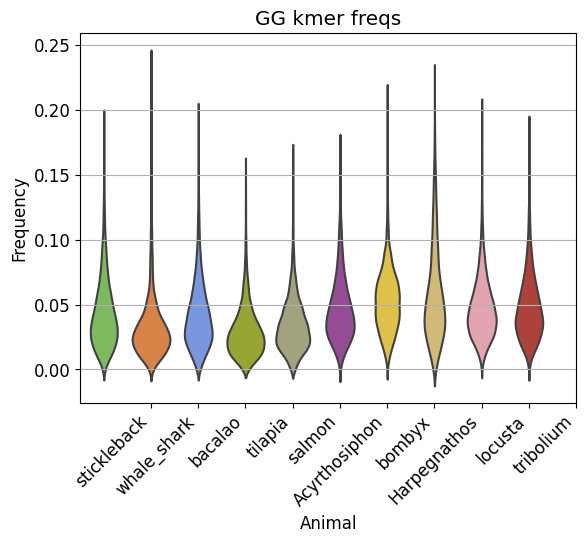 GG kmer freqs
0.25
0.20
0.15
0.10
0.05
0.00
Frequency
stickleback
whale_shark
bacalao
tilapia
salmon
Acyrthosiphon
bombyx
Harpegnathos
locusta
tribolium
Animal